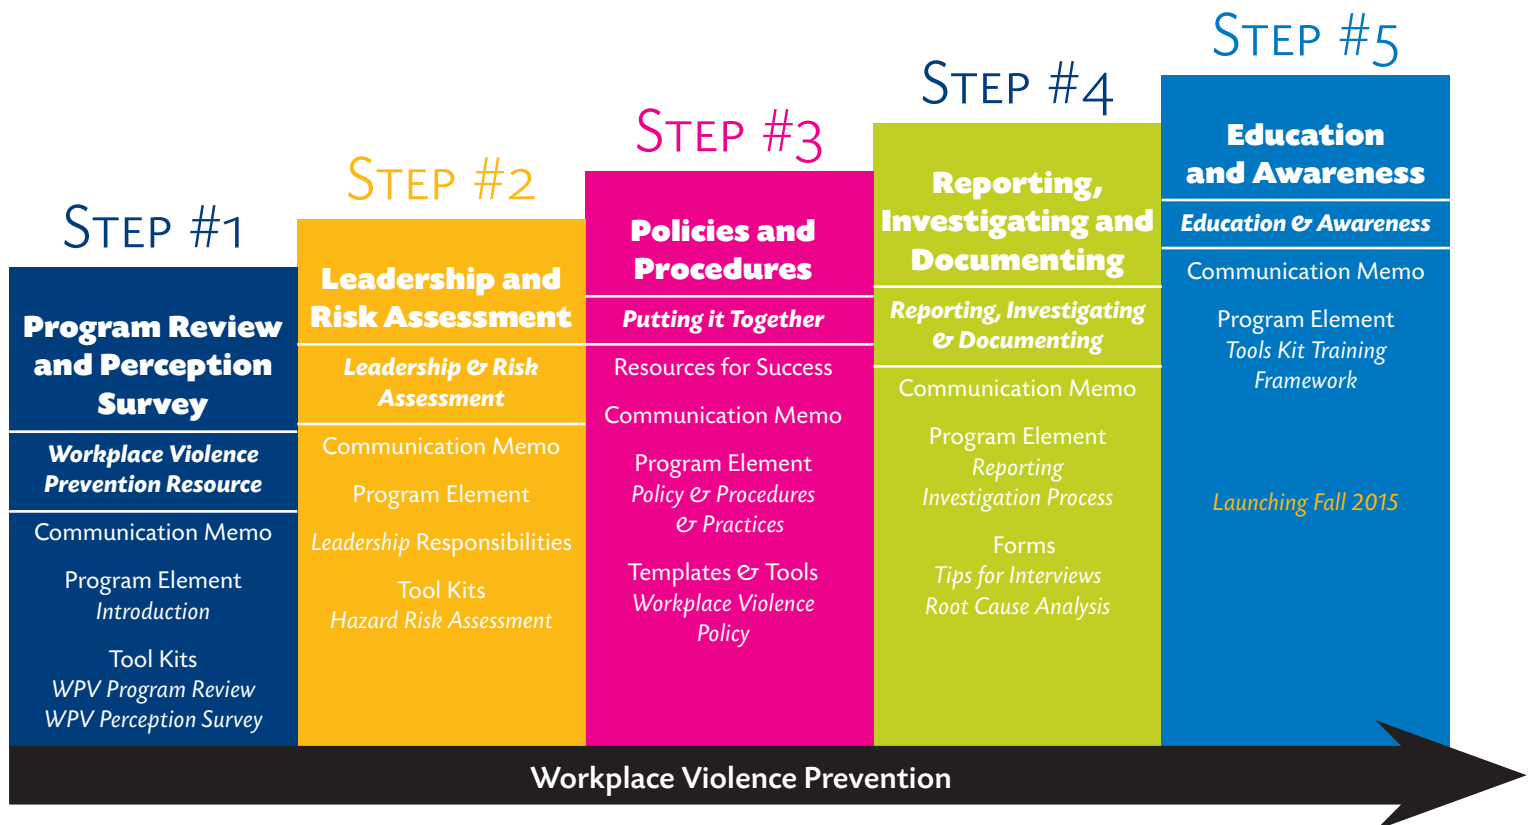 STEP #1
Program Review
and Perception
Survey
Workplace Violence
Prevention Resource
Communication Memo
Program Element
Introduction
Tool Kits
WPV Program Review
WPV Perception Survey
STEP #2
Leadership and
Risk Assessment
Leadership & Risk
Assessment
Communication Memo
Program Element
Leadership Responsibilities
Tool Kits
Hazard Risk Assessment
STEP #3
Policies and
Procedures
Putting it Together
Resources for Success
Communication Memo
Program Element
Policy & Procedures
& Practices
Templates & Tools
Workplace Violence
Policy
STEP #4
Reporting,
Investigating and
Documenting
Reporting, Investigating
& Documenting
Communication Memo
Program Element
Reporting
Investigation Process
Forms
Tips for Interviews
Root Cause Analysis
STEP #5
Education
and Awareness
Education & Awareness
Communication Memo
Program Element
Tools Kit Training
Framework
Launching Fall 2015
Workplace Violence Prevention